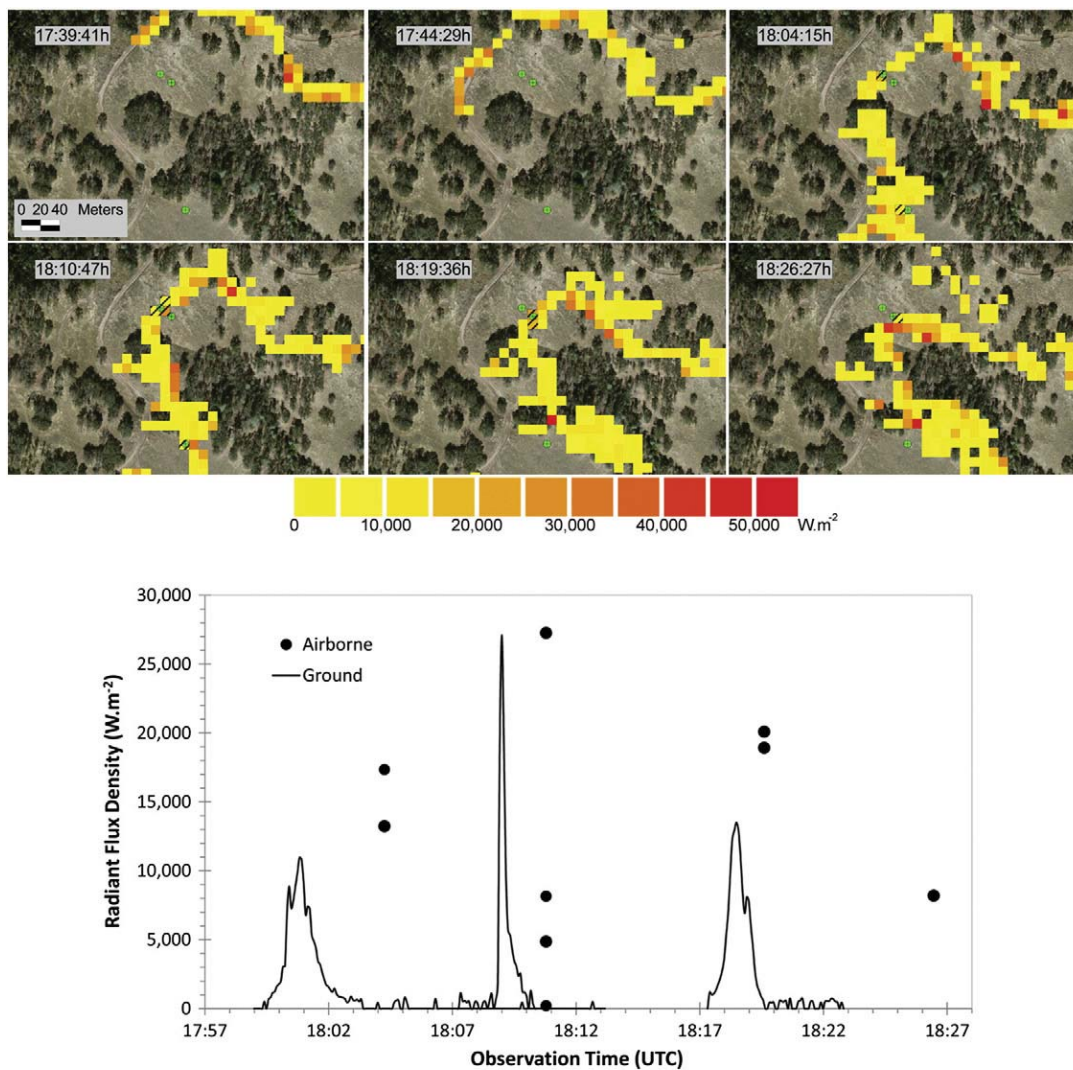 17:39:41h
17:44:29h
18:04:15h
0 20 40 Meters
18:10:47h
18:19:36h
18:26:27h
0 10,000 20,000 30,000 40,000 50,000 W.m-2
30,000
25,000
20,000
15,000
10,000
5,000
0
Radiant Flux Density (W.m-2)
Airborne
Ground
17:57 18:02 18:07 18:12 18:17 18:22 18:27
Observation Time (UTC)